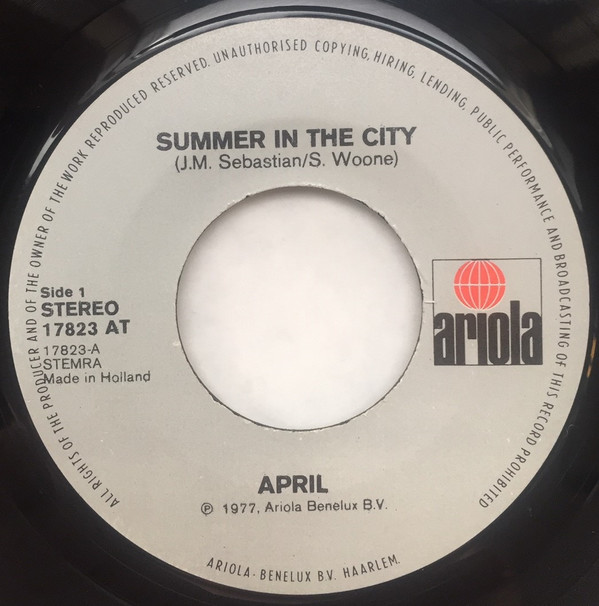 ALL RIGHTS OF THE PRODUCER AND OF THE OWNER OF THE WORK REPRODUCED RESERVED. UNAUTHORISED COPYING, HIRING, LENDING, PUBLIC PERFORMANCE AND BROADCASTING OF THIS RECORD PROHIBITED
SUMMER IN THE CITY
(J.M. Sebastian/S. Woone)
Side 1
STEREO
17823 AT
17823-A
STEMRA
Made in Holland
ariola
APRIL
℗ 1977, Ariola Benelux B.V.
ARIOLA - BENELUX B.V. HAARLEM.